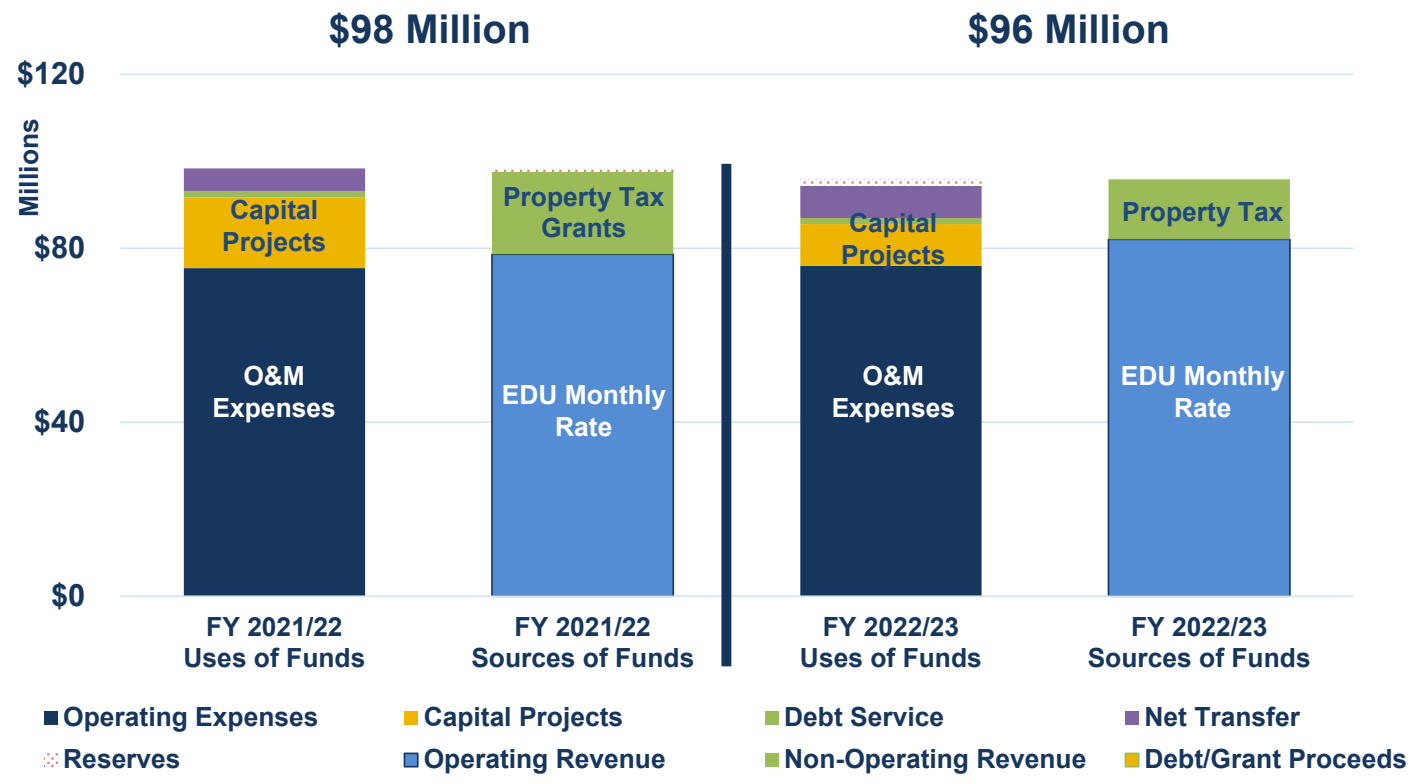 $98 Million
$96 Million
$120
Millions
$80
$40
$0
Capital
Projects
O&M
Expenses
Property Tax
Grants
EDU Monthly
Rate
Capital
Projects
O&M
Expenses
Property Tax
EDU Monthly
Rate
FY 2021/22
Uses of Funds
FY 2021/22
Sources of Funds
FY 2022/23
Uses of Funds
FY 2022/23
Sources of Funds
Operating Expenses
Capital Projects
Debt Service
Net Transfer
Reserves
Operating Revenue
Non-Operating Revenue
Debt/Grant Proceeds